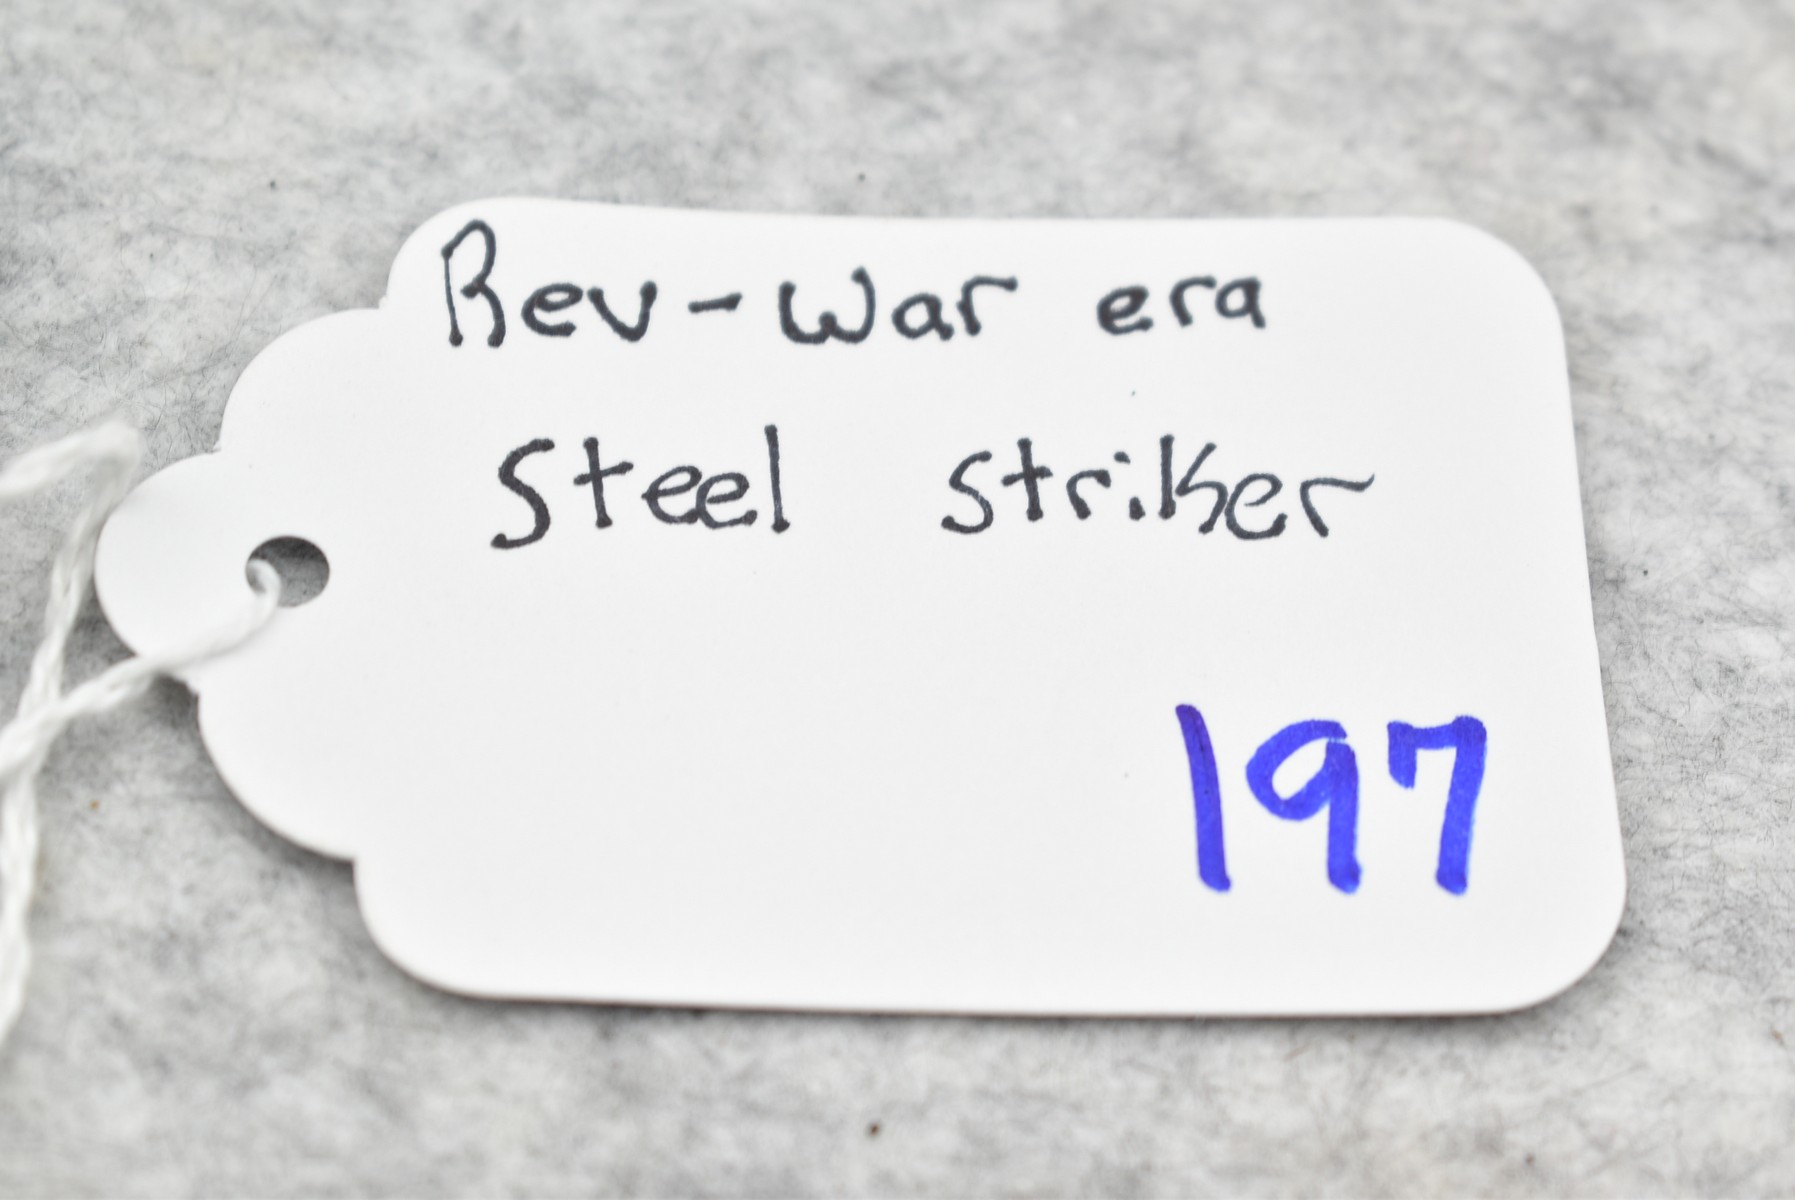 Rev-War era
Steel striker
197